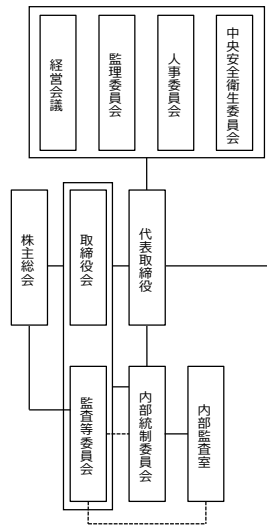 経営会議
監理委員会
人事委員会
中央安全衛生委員会
株主総会
取締役会
代表取締役
監査等委員会
内部統制委員会
内部監査室